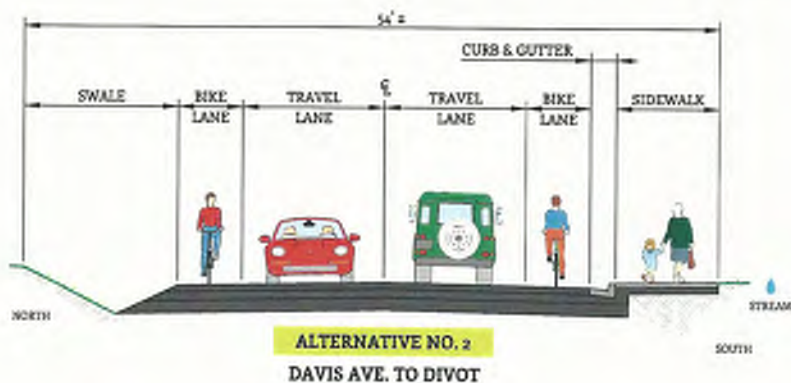 54' ±
CURB & GUTTER
SWALE
BIKE
LANE
TRAVEL
LANE
℄
TRAVEL
LANE
BIKE
LANE
SIDEWALK
NORTH
STREAM
SOUTH
ALTERNATIVE NO. 2
DAVIS AVE. TO DIVOT